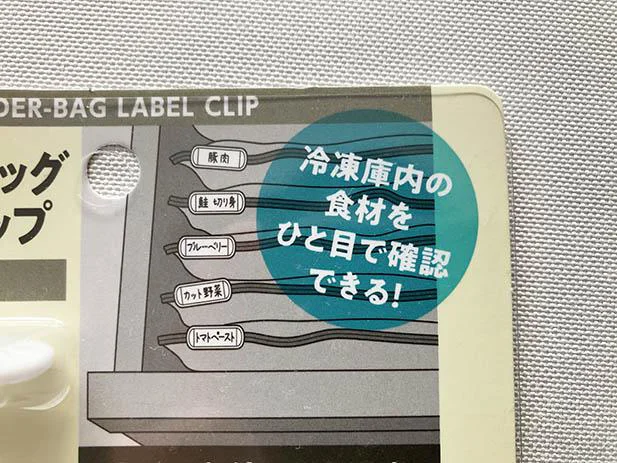 DER-BAG LABEL CLIP
ッグ
ップ
豚肉
鮭 切り身
ブルーベリー
カット野菜
トマトペースト
冷凍庫内の
食材を
ひと目で確認
できる!